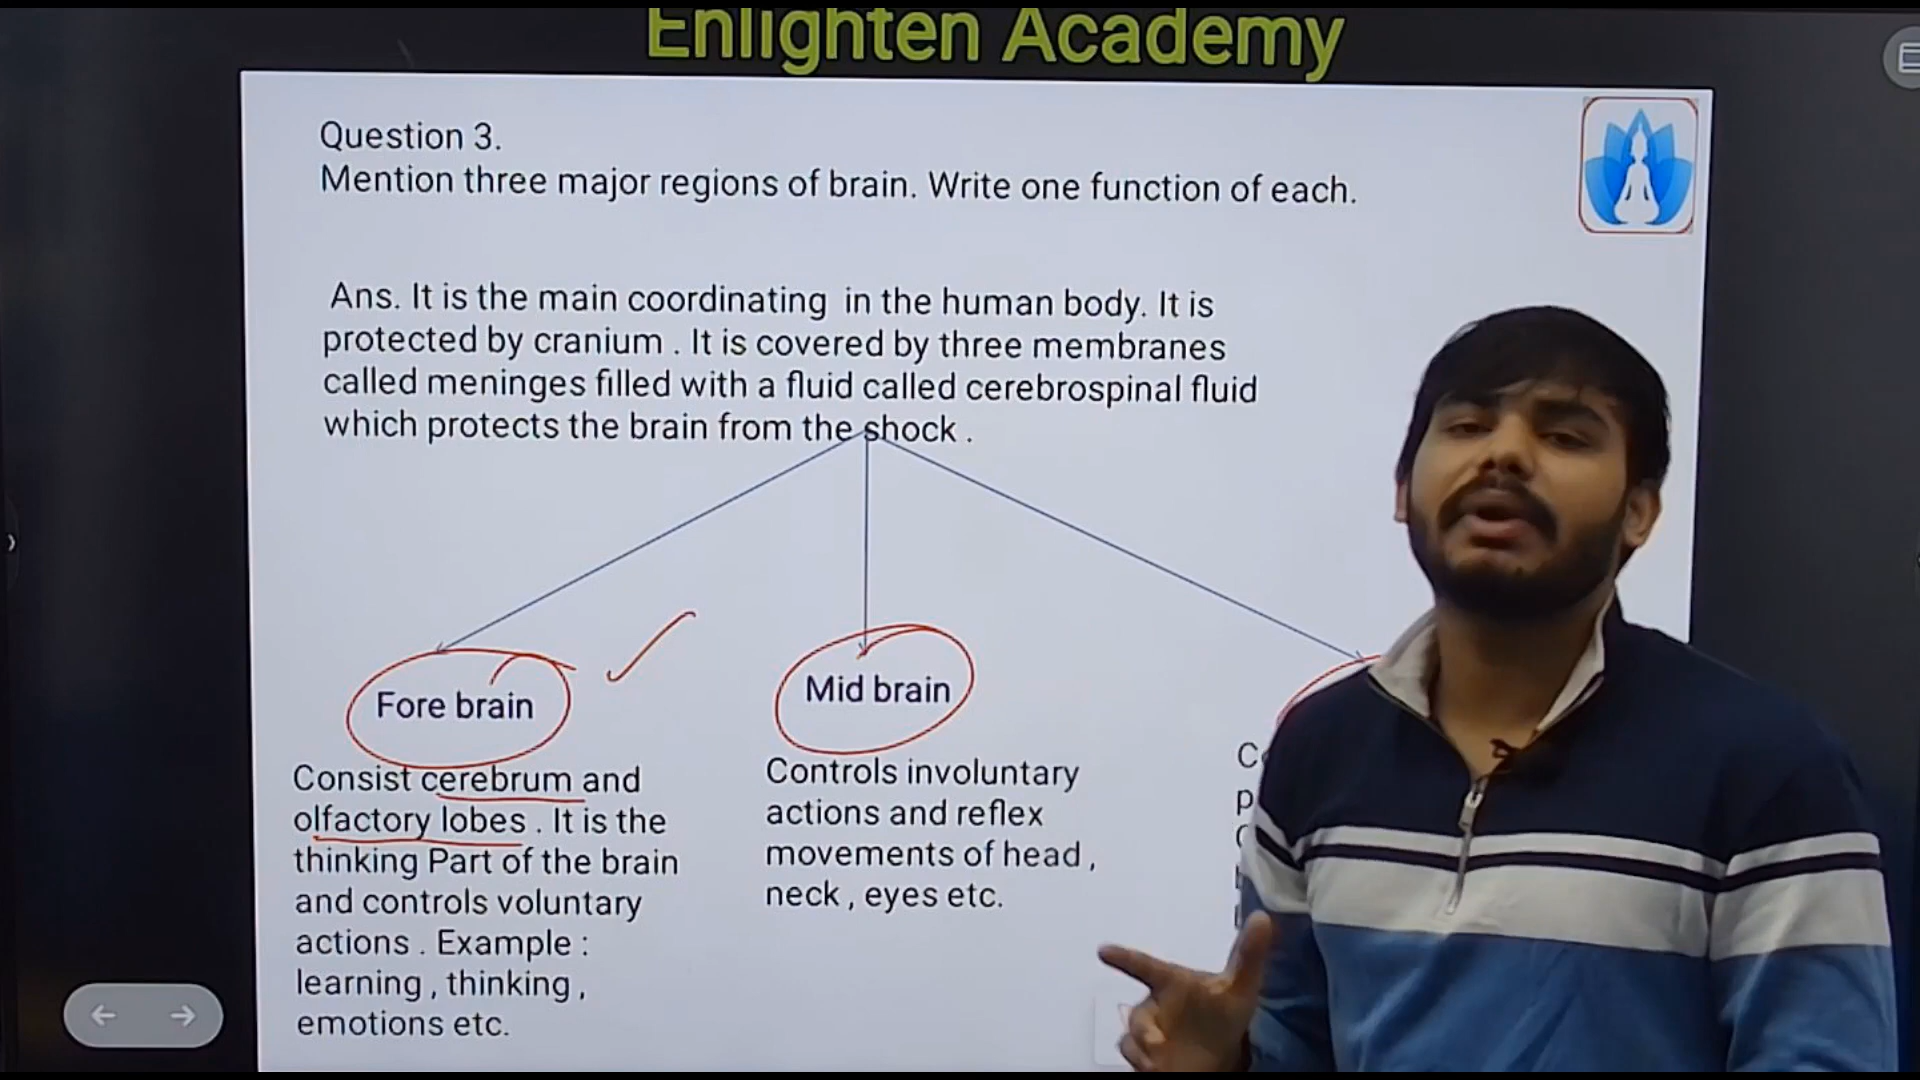 Enlighten Academy
Question 3.
Mention three major regions of brain. Write one function of each.
Ans. It is the main coordinating in the human body. It is
protected by cranium . It is covered by three membranes
called meninges filled with a fluid called cerebrospinal fluid
which protects the brain from the shock .
Fore brain
Consist cerebrum and
olfactory lobes . It is the
thinking Part of the brain
and controls voluntary
actions . Example :
learning , thinking ,
emotions etc.
Mid brain
Controls involuntary
actions and reflex
movements of head ,
neck , eyes etc.